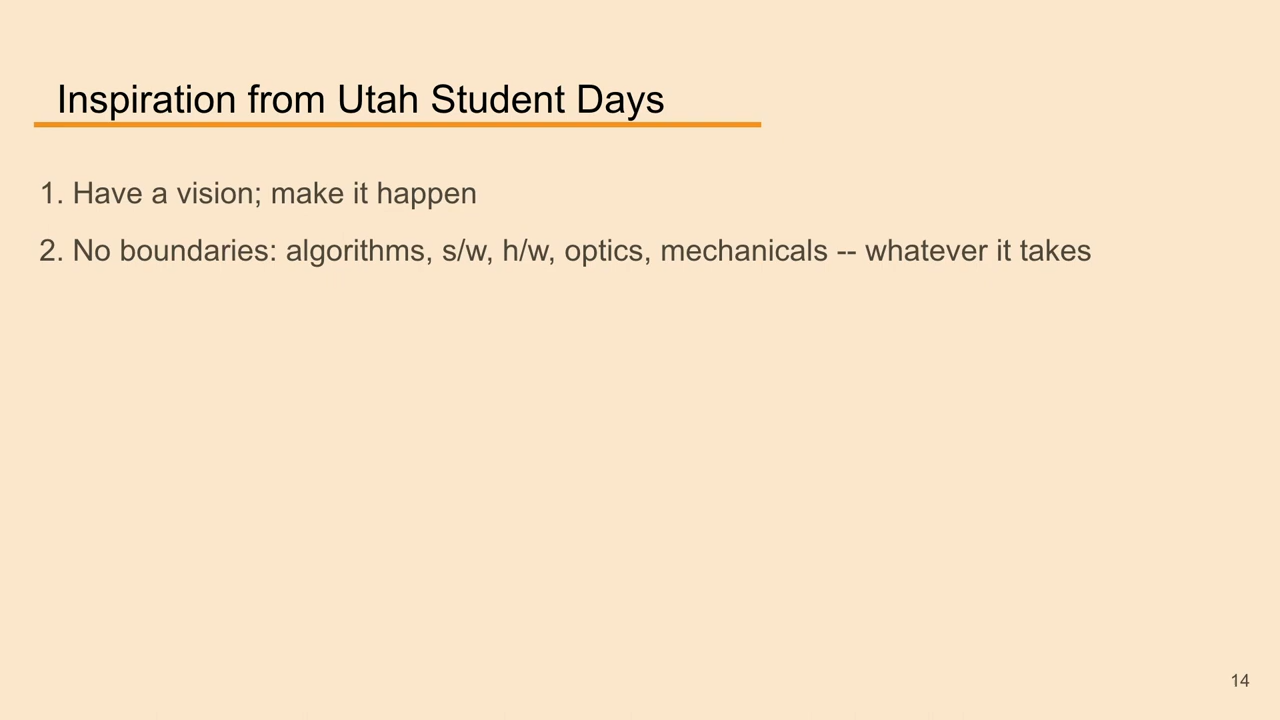 Inspiration from Utah Student Days
1. Have a vision; make it happen
2. No boundaries: algorithms, s/w, h/w, optics, mechanicals -- whatever it takes
14